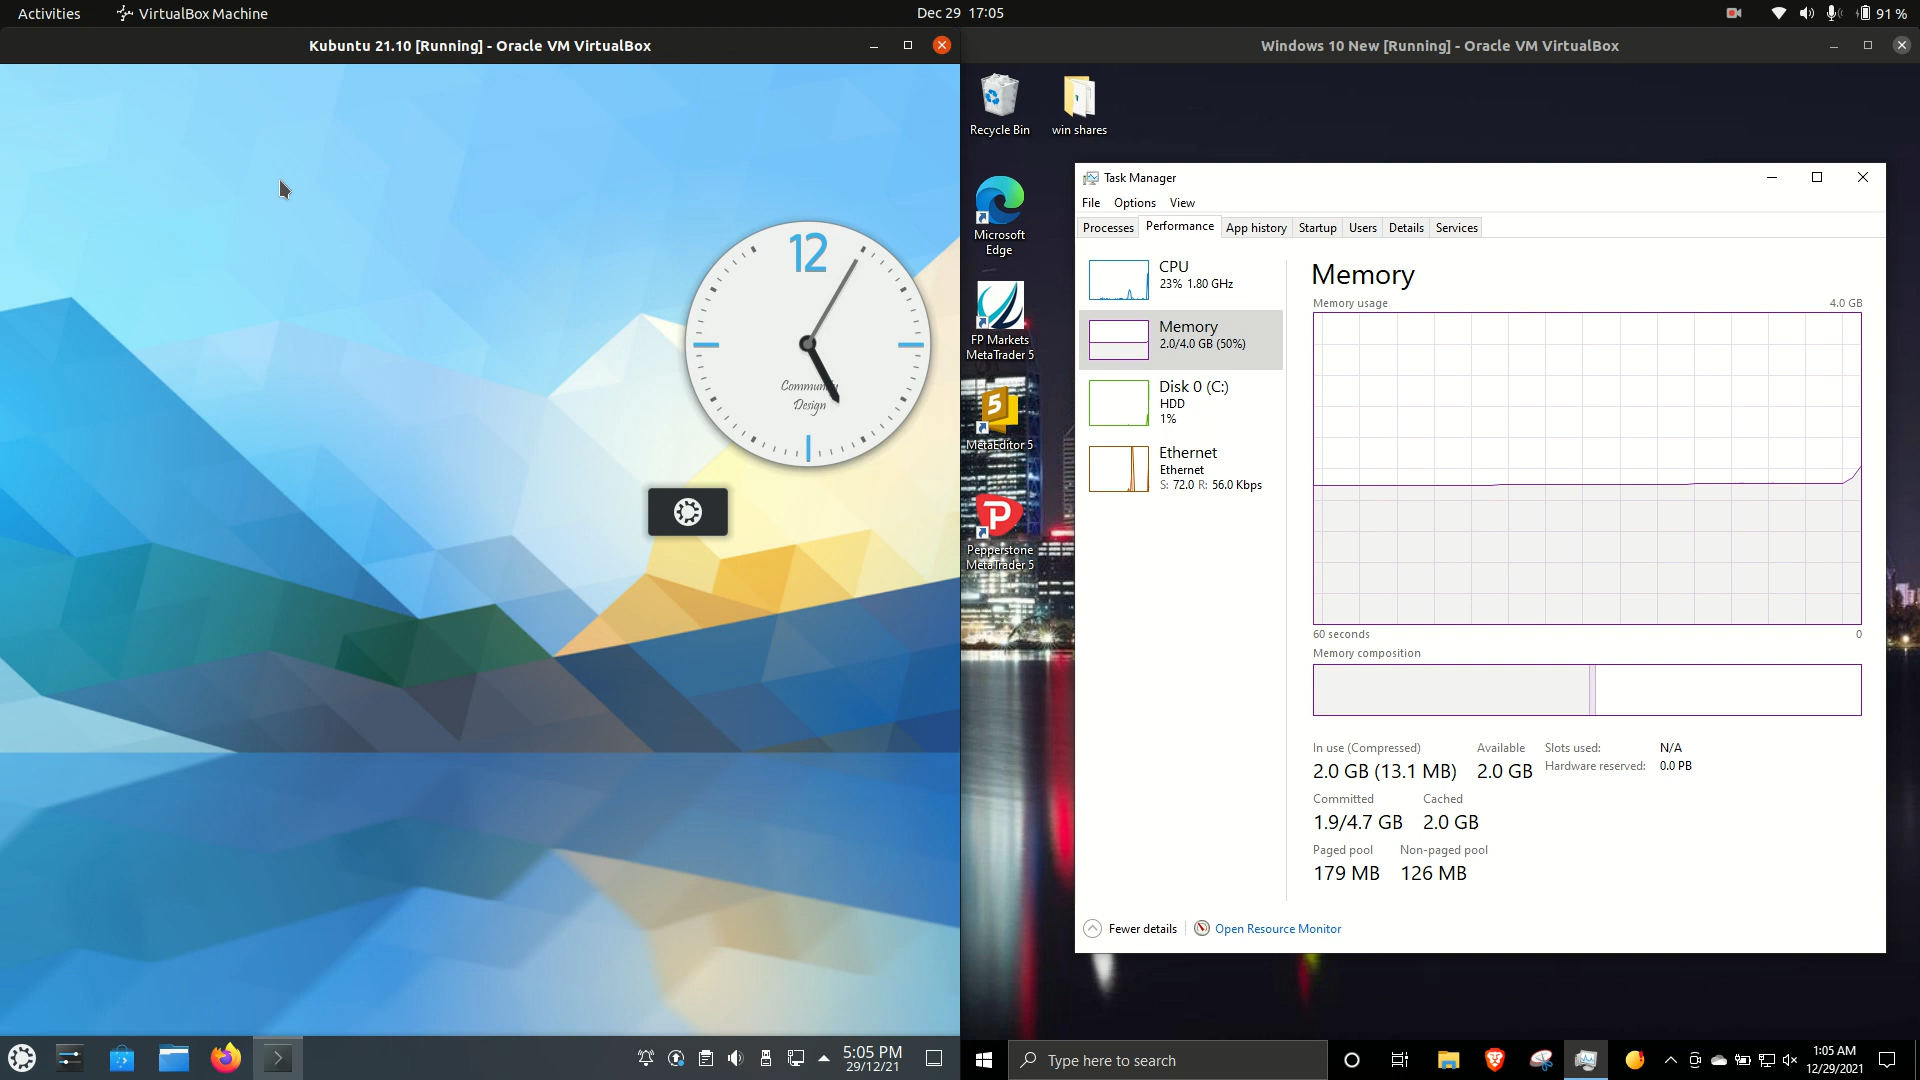 Activities
VirtualBox Machine
Dec 29 17:05
91 %
Kubuntu 21.10 [Running] - Oracle VM VirtualBox
12
Community
Design
5:05 PM
29/12/21
Windows 10 New [Running] - Oracle VM VirtualBox
Recycle Bin
win shares
Microsoft
Edge
FP Markets
MetaTrader 5
5
MetaEditor 5
Pepperstone
MetaTrader 5
Task Manager
File Options View
Processes Performance App history Startup Users Details Services
CPU
23% 1.80 GHz
Memory
2.0/4.0 GB (50%)
Disk 0 (C:)
HDD
1%
Ethernet
Ethernet
S: 72.0 R: 56.0 Kbps
Memory
Memory usage 4.0 GB
60 seconds 0
Memory composition
In use (Compressed) Available Slots used: N/A
2.0 GB (13.1 MB) 2.0 GB Hardware reserved: 0.0 PB
Committed Cached
1.9/4.7 GB 2.0 GB
Paged pool Non-paged pool
179 MB 126 MB
Fewer details Open Resource Monitor
Type here to search
1:05 AM
12/29/2021